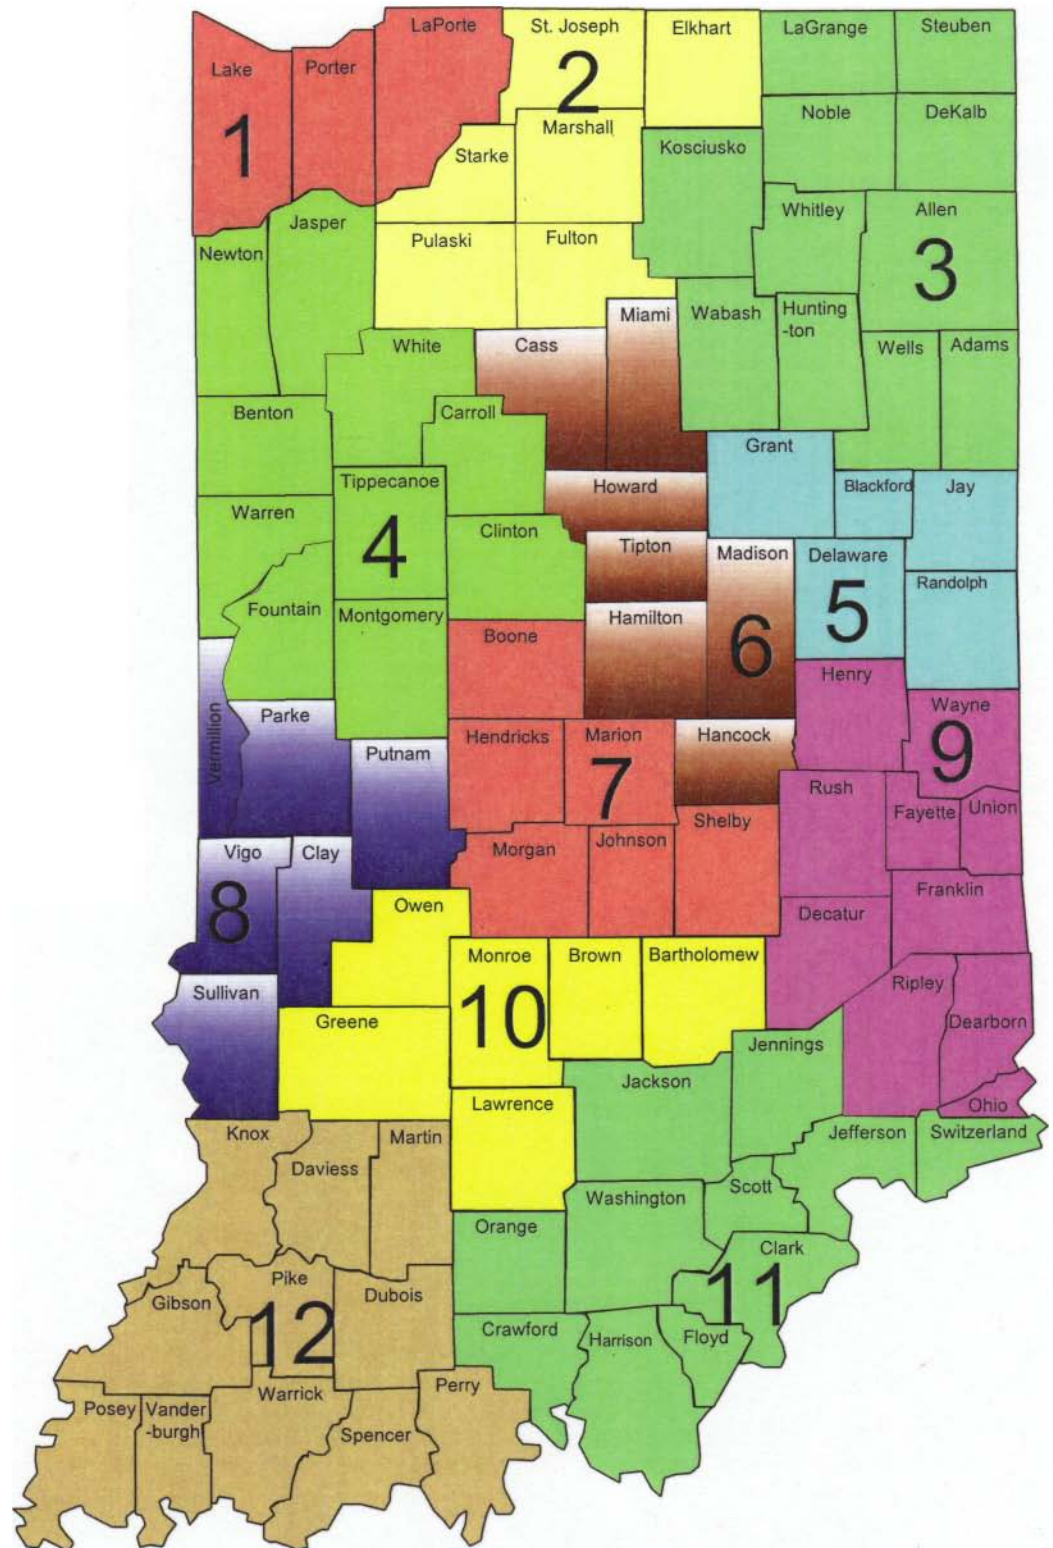 LaPorte
St. Joseph
Elkhart
LaGrange
Steuben
Lake
Porter
1
2
Marshall
Starke
Noble
DeKalb
Kosciusko
Whitley
Allen
3
Newton
Jasper
Pulaski
Fulton
Miami
Wabash
Hunting
-ton
Wells
Adams
White
Cass
Benton
Carroll
Grant
Blackford
Jay
Tippecanoe
4
Howard
Warren
Clinton
Tipton
Madison
Delaware
5
Randolph
Fountain
Montgomery
Hamilton
6
Boone
Henry
Wayne
9
Vermillion
Parke
Putnam
Hendricks
Marion
7
Hancock
Rush
Fayette
Union
Shelby
Morgan
Johnson
Vigo
8
Clay
Owen
Franklin
Decatur
Monroe
10
Brown
Bartholomew
Sullivan
Greene
Ripley
Dearborn
Jennings
Jackson
Ohio
Lawrence
Knox
Martin
Daviess
Jefferson
Switzerland
Scott
Washington
Orange
Clark
11
Pike
12
Gibson
Dubois
Crawford
Harrison
Floyd
Perry
Warrick
Posey
Vander
-burgh
Spencer